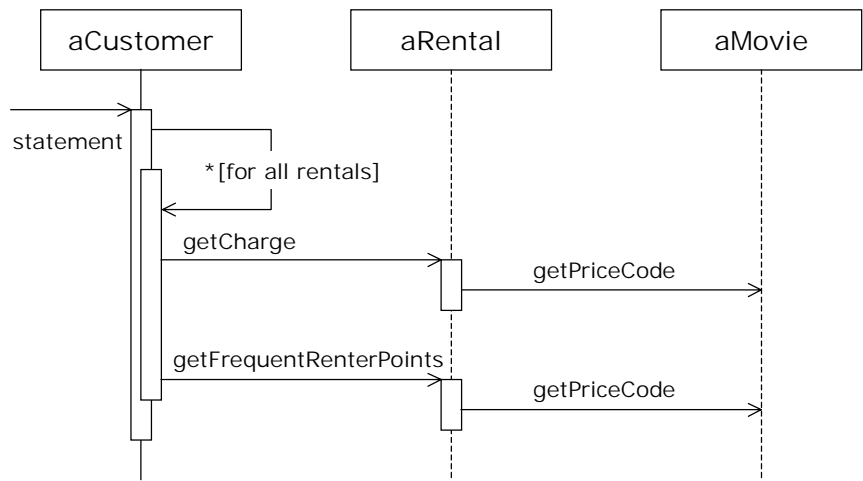 aCustomer
aRental
aMovie
statement
*[for all rentals]
getCharge
getPriceCode
getFrequentRenterPoints
getPriceCode